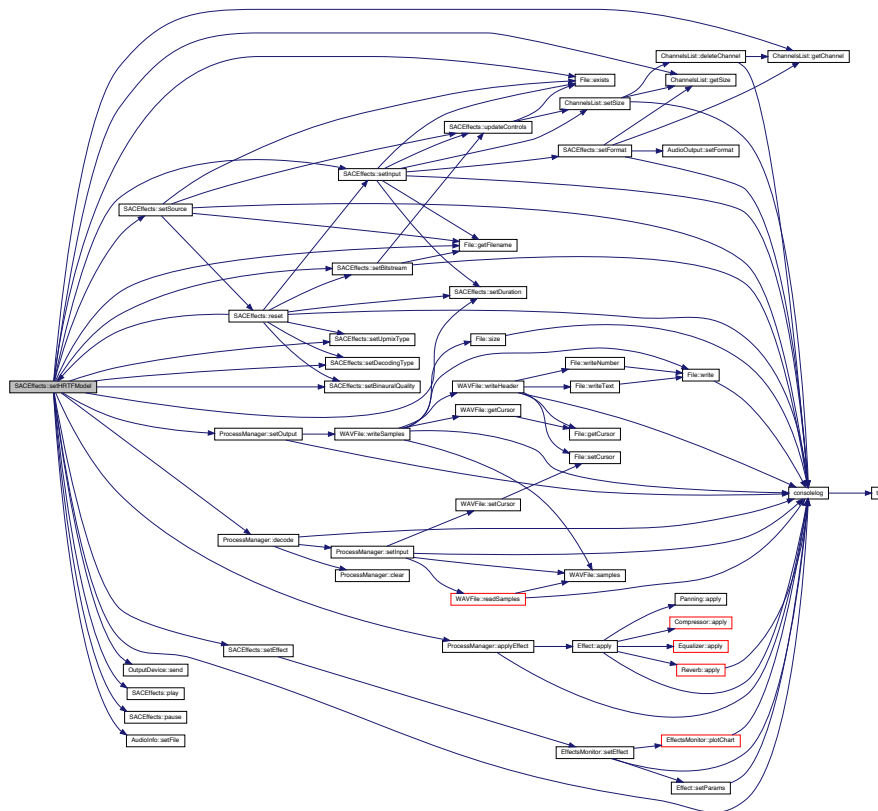 ChannelsList::deleteChannel
ChannelsList::getChannel
File::exists
ChannelsList::getSize
ChannelsList::setSize
SACEffects::updateControls
SACEffects::setFormat
AudioOutput::setFormat
SACEffects::setInput
SACEffects::setSource
File::getFilename
SACEffects::setBitstream
SACEffects::setDuration
SACEffects::reset
SACEffects::setUpmixType
File::size
SACEffects::setDecodingType
File::writeNumber
File::write
SACEffects::setHRTFModel
SACEffects::setBinauralQuality
WAVFile::writeHeader
File::writeText
WAVFile::getCursor
ProcessManager::setOutput
WAVFile::writeSamples
File::getCursor
File::setCursor
consolelog
WAVFile::setCursor
ProcessManager::decode
ProcessManager::setInput
ProcessManager::clear
WAVFile::samples
WAVFile::readSamples
Panning::apply
Compressor::apply
SACEffects::setEffect
ProcessManager::applyEffect
Effect::apply
Equalizer::apply
OutputDevice::send
Reverb::apply
SACEffects::play
SACEffects::pause
AudioInfo::setFile
EffectsMonitor::plotChart
EffectsMonitor::setEffect
Effect::setParams